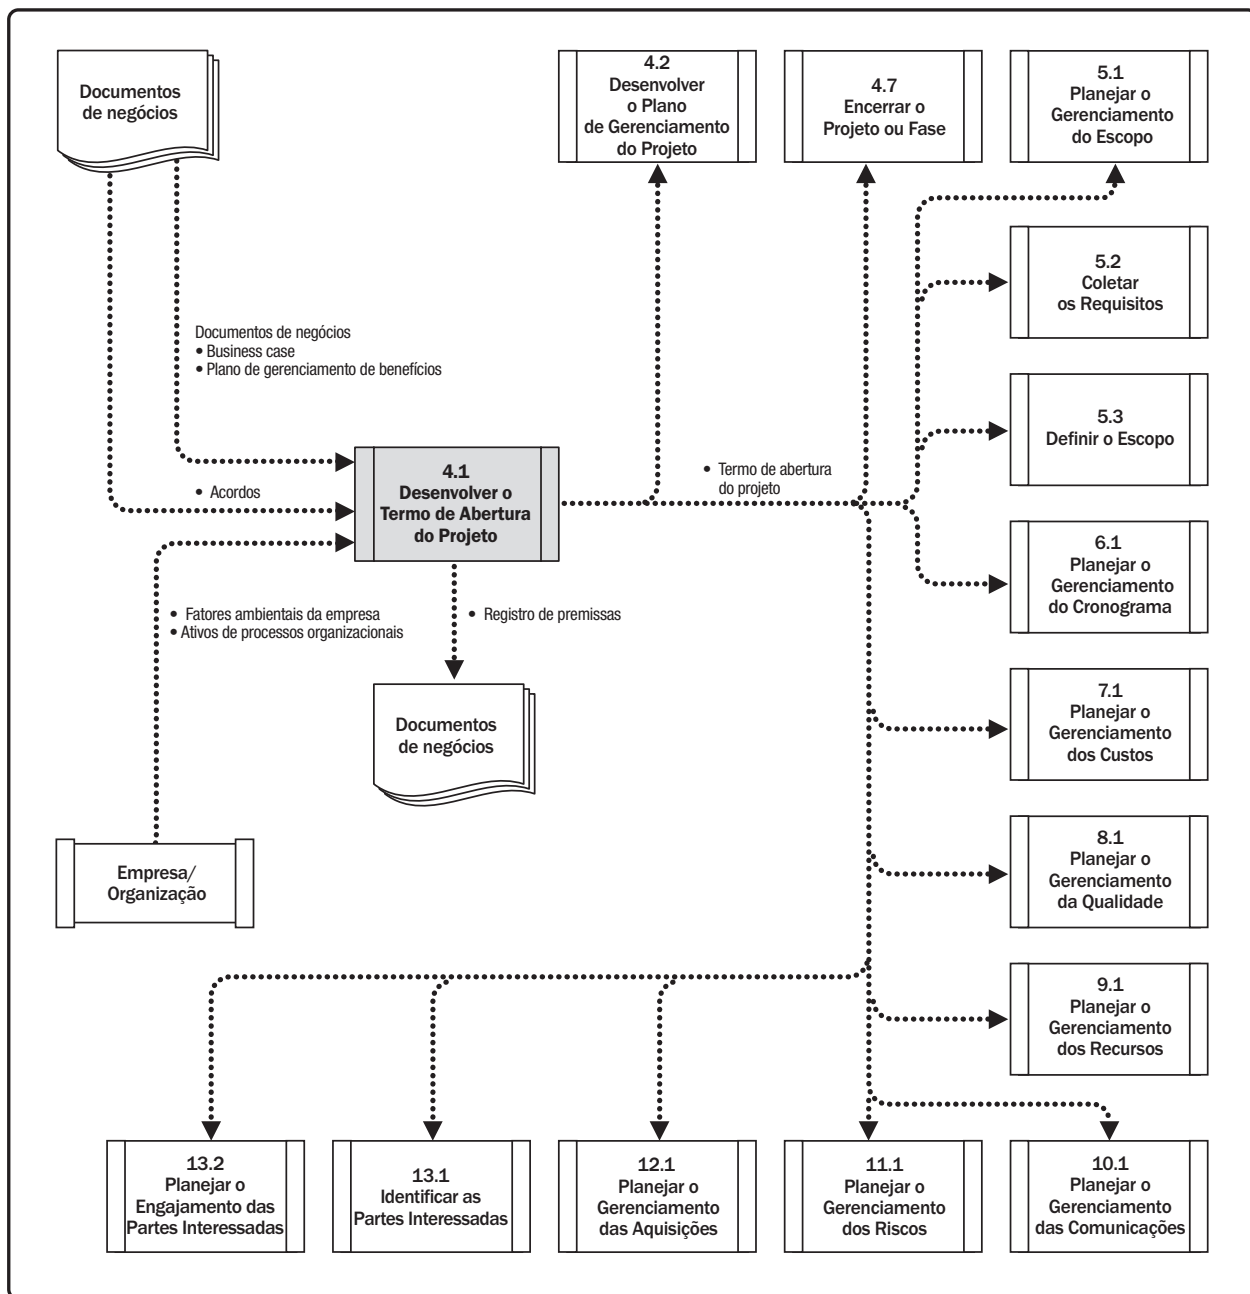 Documentos
de negócios
4.2
Desenvolver
o Plano
de Gerenciamento
do Projeto
4.7
Encerrar o
Projeto ou Fase
5.1
Planejar o
Gerenciamento
do Escopo
5.2
Coletar
os Requisitos
Documentos de negócios
• Business case
• Plano de gerenciamento de benefícios
5.3
Definir o Escopo
4.1
Desenvolver o
Termo de Abertura
do Projeto
• Acordos
• Termo de abertura
do projeto
6.1
Planejar o
Gerenciamento
do Cronograma
• Fatores ambientais da empresa
• Ativos de processos organizacionais
• Registro de premissas
Documentos
de negócios
7.1
Planejar o
Gerenciamento
dos Custos
Empresa/
Organização
8.1
Planejar o
Gerenciamento
da Qualidade
9.1
Planejar o
Gerenciamento
dos Recursos
13.2
Planejar o
Engajamento das
Partes Interessadas
13.1
Identificar as
Partes Interessadas
12.1
Planejar o
Gerenciamento
das Aquisições
11.1
Planejar o
Gerenciamento
dos Riscos
10.1
Planejar o
Gerenciamento
das Comunicações